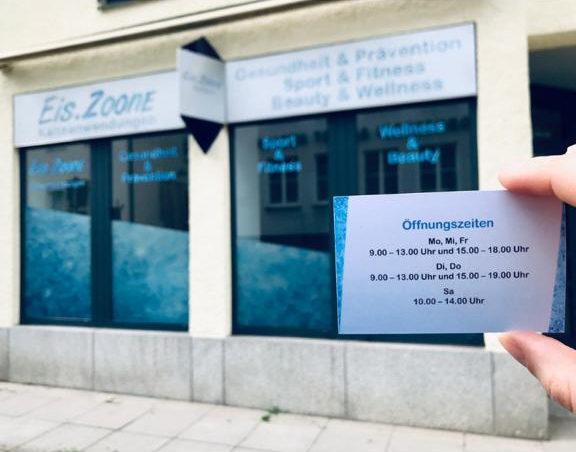 Eis.Zoone
Kälteanwendungen
Eis.Zoone
Gesundheit & Prävention
Sport & Fitness
Beauty & Wellness
Eis.Zoone
Gesundheit
&
Prävention
Sport
&
Fitness
Wellness
&
Beauty
Öffnungszeiten
Mo, Mi, Fr
9.00 – 13.00 Uhr und 15.00 – 18.00 Uhr
Di, Do
9.00 – 13.00 Uhr und 15.00 – 19.00 Uhr
Sa
10.00 – 14.00 Uhr